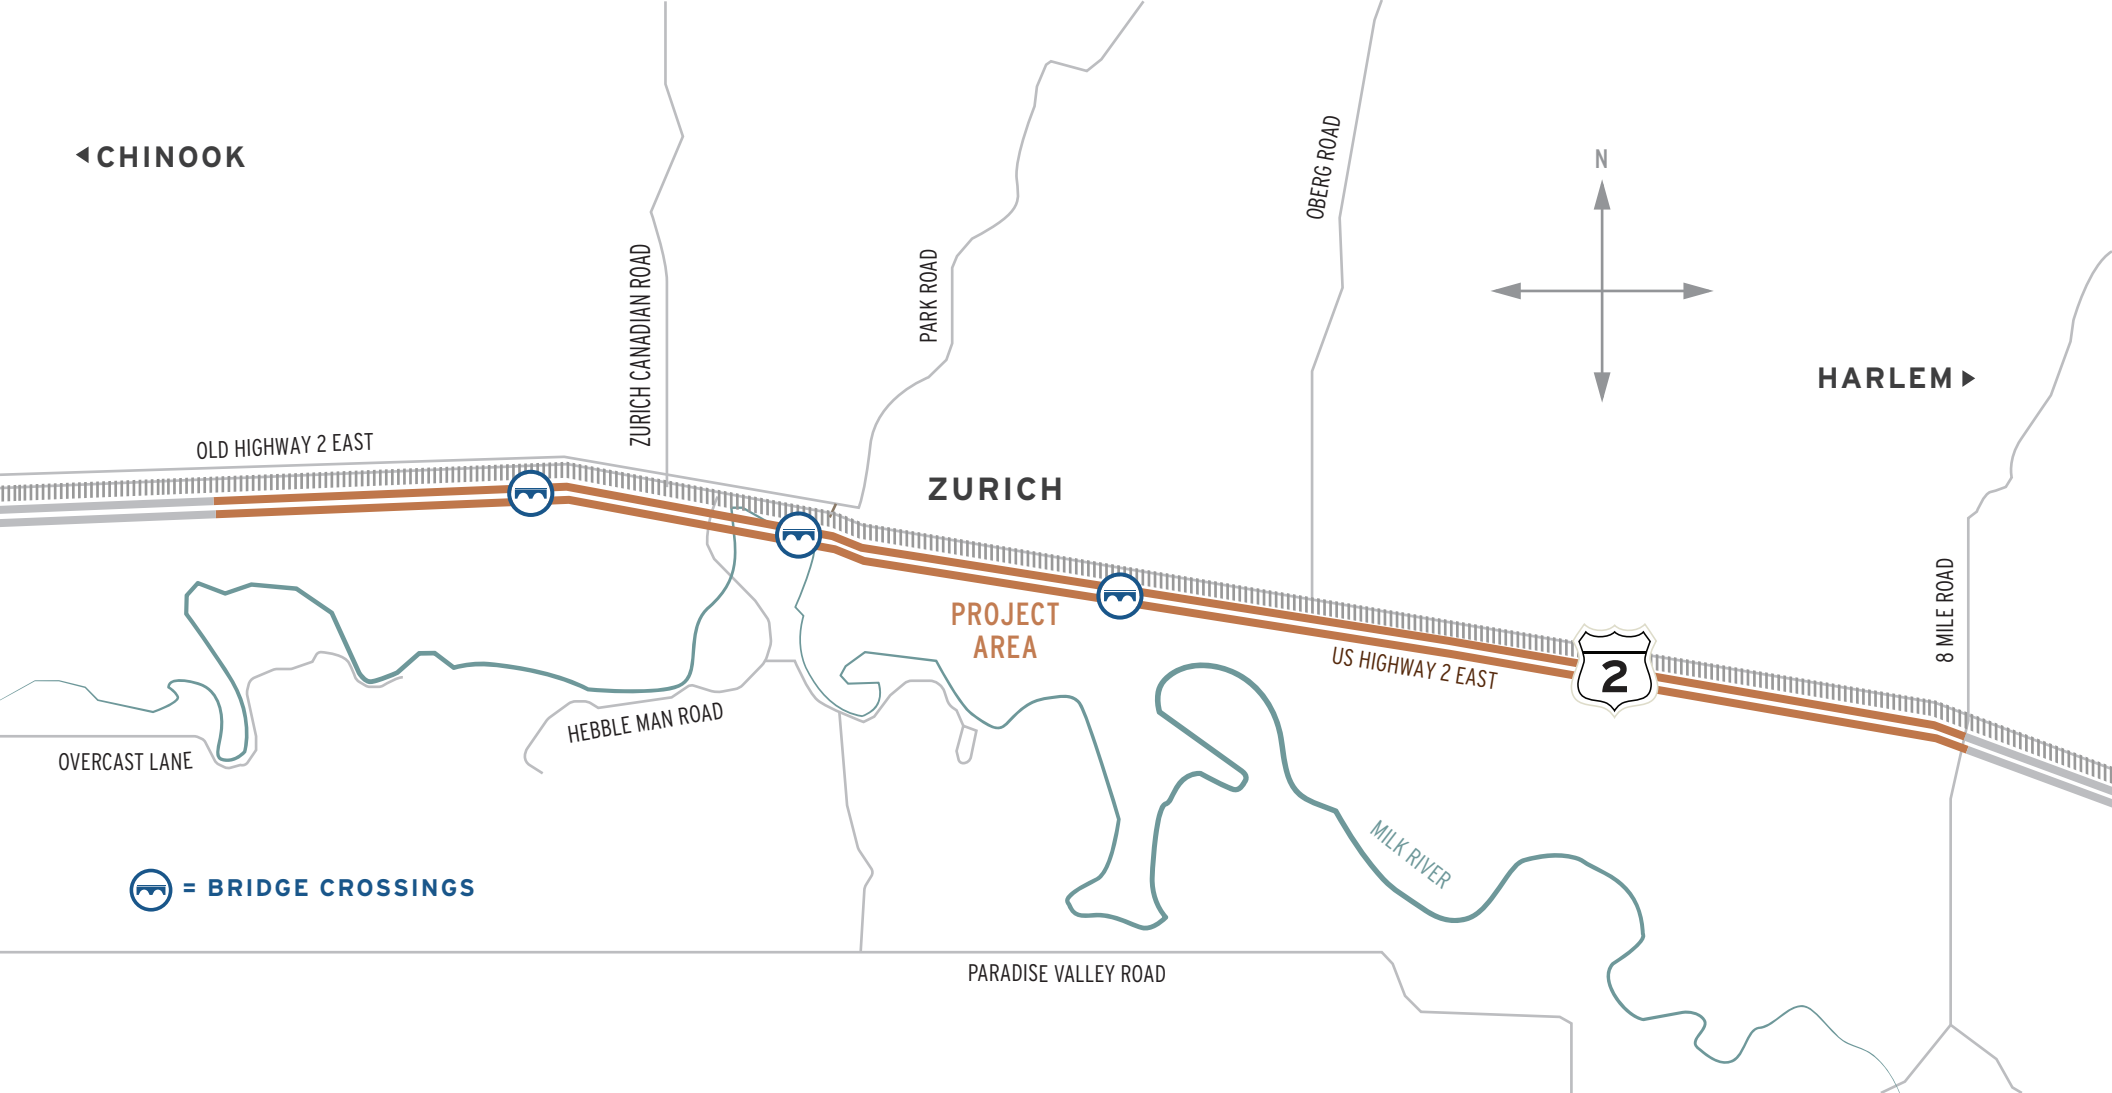 CHINOOK
N
OBERG ROAD
ZURICH CANADIAN ROAD
PARK ROAD
HARLEM
OLD HIGHWAY 2 EAST
ZURICH
8 MILE ROAD
PROJECT
AREA
US HIGHWAY 2 EAST
2
HEBBLE MAN ROAD
OVERCAST LANE
MILK RIVER
= BRIDGE CROSSINGS
PARADISE VALLEY ROAD